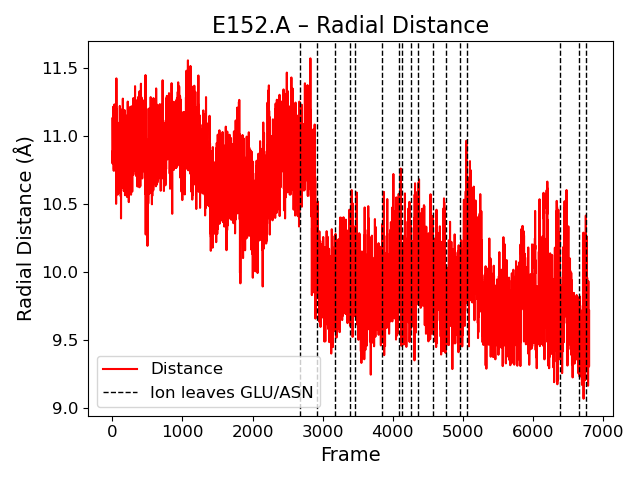 E152.A – Radial Distance
Radial Distance (Å)
11.5
11.0
10.5
10.0
9.5
9.0
Distance
Ion leaves GLU/ASN
0 1000 2000 3000 4000 5000 6000 7000
Frame